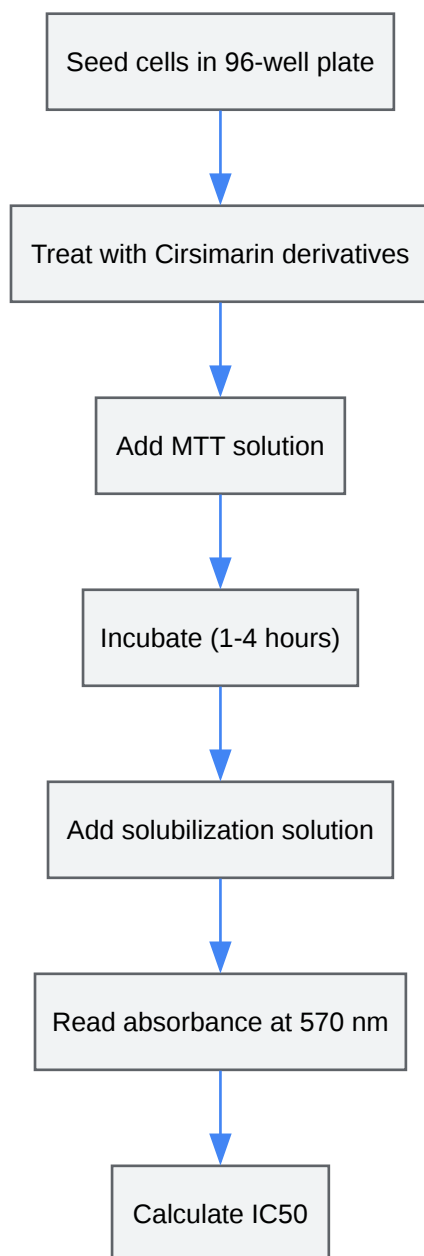 Seed cells in 96-well plate
Treat with Cirsimarin derivatives
Add MTT solution
Incubate (1-4 hours)
Add solubilization solution
Read absorbance at 570 nm
Calculate IC50